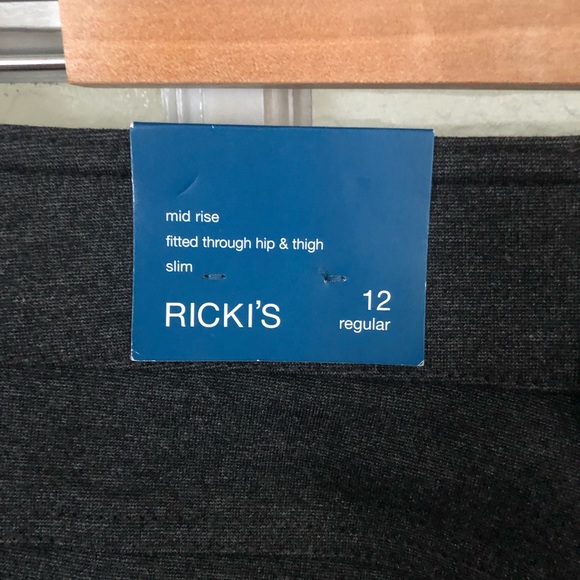 mid rise
fitted through hip & thigh
slim
RICKI'S
12
regular